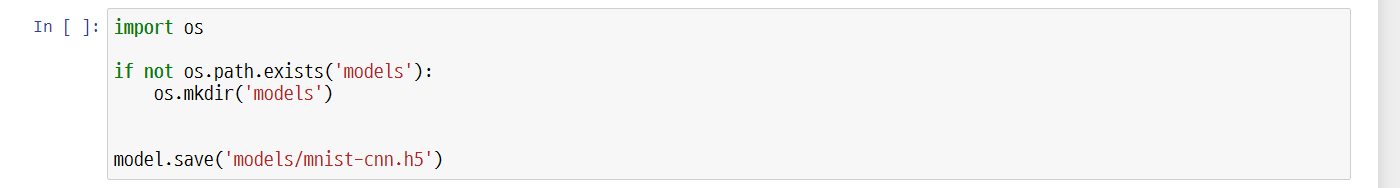 In [ ]: import os
if not os.path.exists('models'):
    os.mkdir('models')
model.save('models/mnist-cnn.h5')